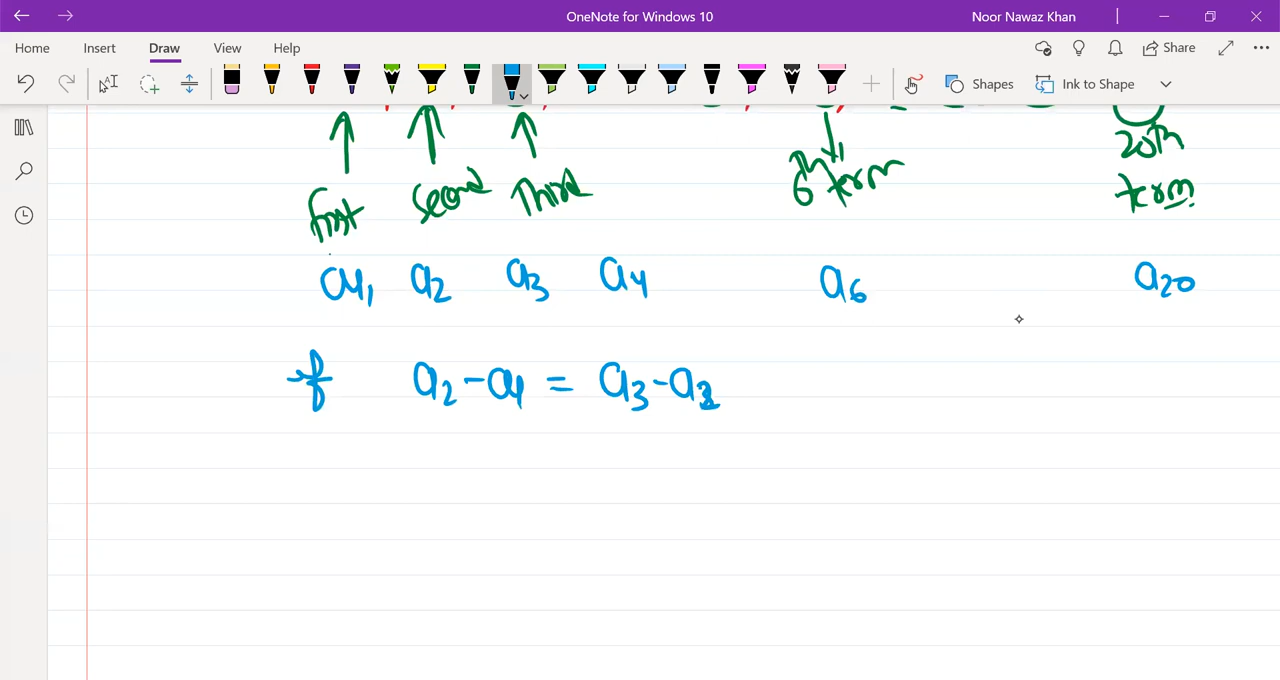 OneNote for Windows 10
Noor Nawaz Khan
Home Insert Draw View Help Share
Shapes Ink to Shape
first second Third 6th term 20th term
a1 a2 a3 a4 a6 a20
a2 - a1 = a3 - a2